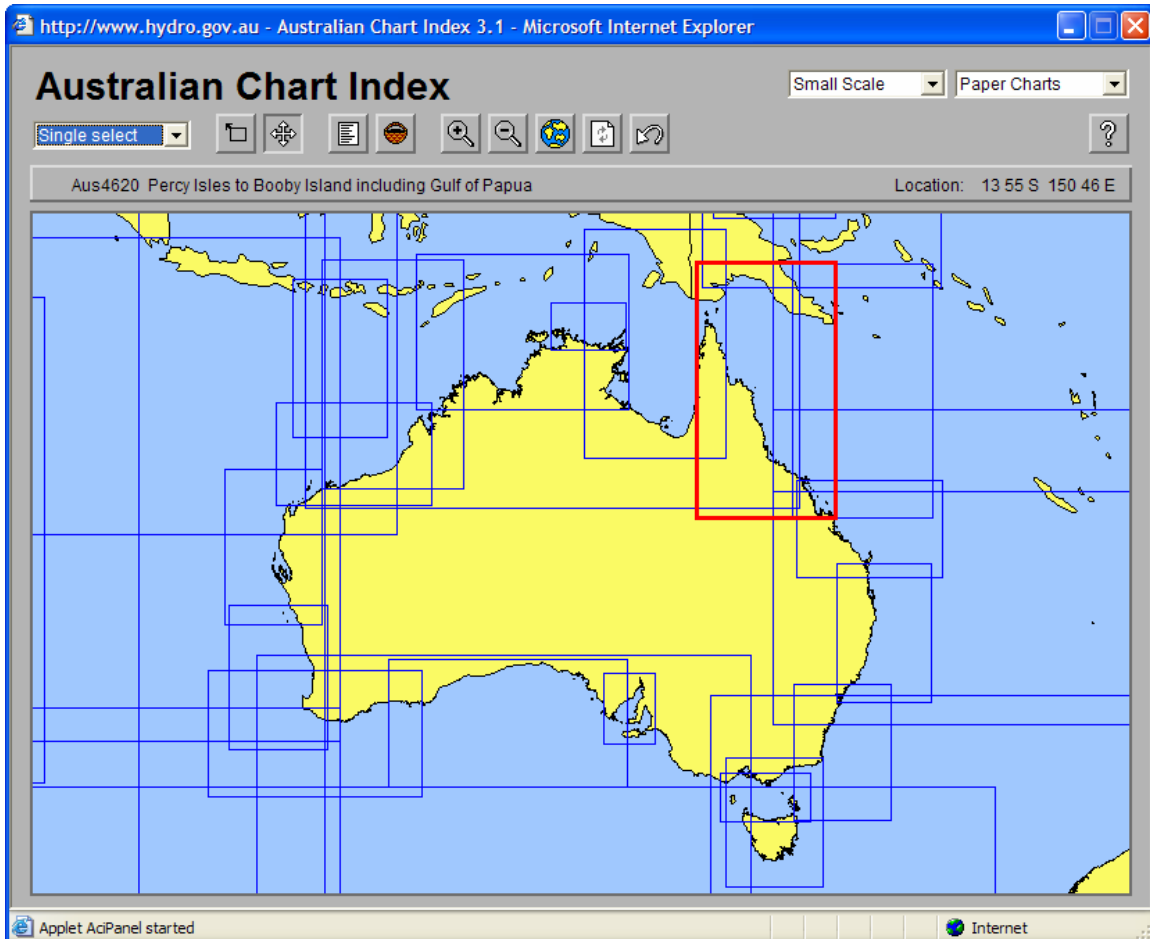 http://www.hydro.gov.au - Australian Chart Index 3.1 - Microsoft Internet Explorer
Australian Chart Index
Small Scale
Paper Charts
Single select
?
Aus4620 Percy Isles to Booby Island including Gulf of Papua
Location: 13 55 S 150 46 E
Applet AciPanel started
Internet